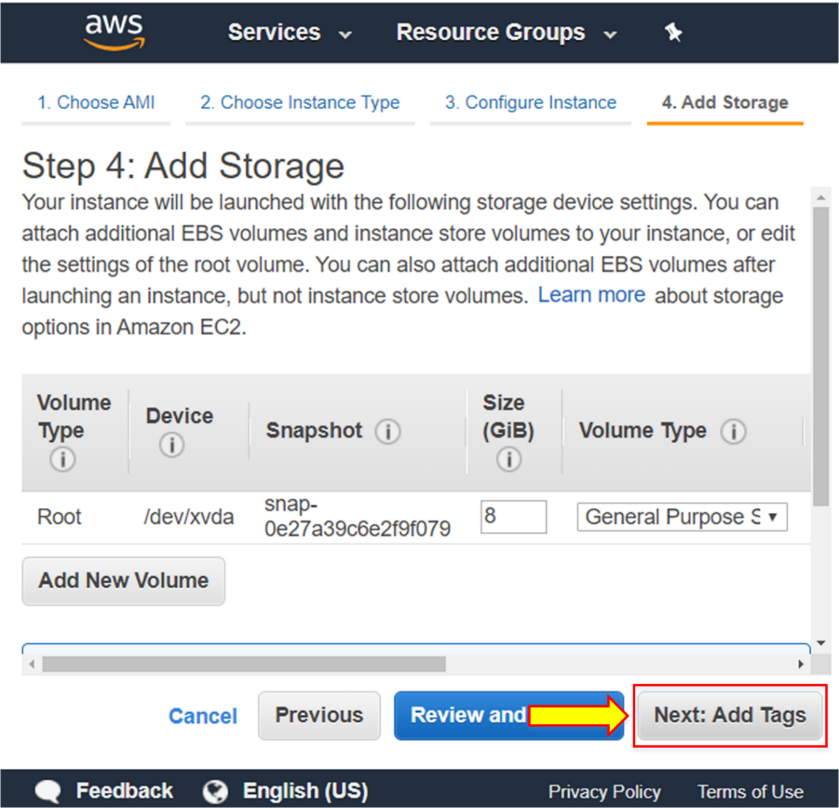 aws Services Resource Groups
1. Choose AMI 2. Choose Instance Type 3. Configure Instance 4. Add Storage
Step 4: Add Storage
Your instance will be launched with the following storage device settings. You can
attach additional EBS volumes and instance store volumes to your instance, or edit
the settings of the root volume. You can also attach additional EBS volumes after
launching an instance, but not instance store volumes. Learn more about storage
options in Amazon EC2.
Volume
Type
Device
Snapshot
Size
(GiB)
Volume Type
Root /dev/xvda
snap-
0e27a39c6e2f9f079
8
General Purpose S
Add New Volume
Cancel Previous Review and Next: Add Tags
Feedback English (US) Privacy Policy Terms of Use